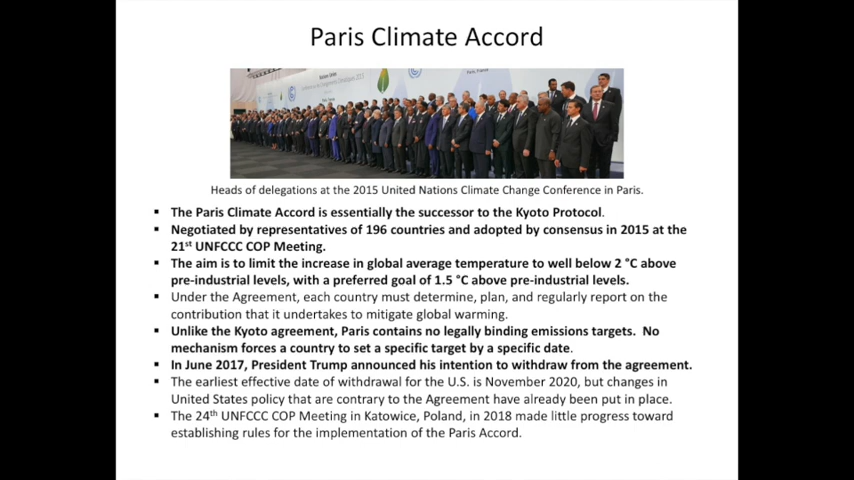 Paris Climate Accord
Paris, France
Heads of delegations at the 2015 United Nations Climate Change Conference in Paris.
▪ The Paris Climate Accord is essentially the successor to the Kyoto Protocol.
▪ Negotiated by representatives of 196 countries and adopted by consensus in 2015 at the
21st UNFCCC COP Meeting.
▪ The aim is to limit the increase in global average temperature to well below 2 °C above
pre-industrial levels, with a preferred goal of 1.5 °C above pre-industrial levels.
▪ Under the Agreement, each country must determine, plan, and regularly report on the
contribution that it undertakes to mitigate global warming.
▪ Unlike the Kyoto agreement, Paris contains no legally binding emissions targets. No
mechanism forces a country to set a specific target by a specific date.
▪ In June 2017, President Trump announced his intention to withdraw from the agreement.
▪ The earliest effective date of withdrawal for the U.S. is November 2020, but changes in
United States policy that are contrary to the Agreement have already been put in place.
▪ The 24th UNFCCC COP Meeting in Katowice, Poland, in 2018 made little progress toward
establishing rules for the implementation of the Paris Accord.